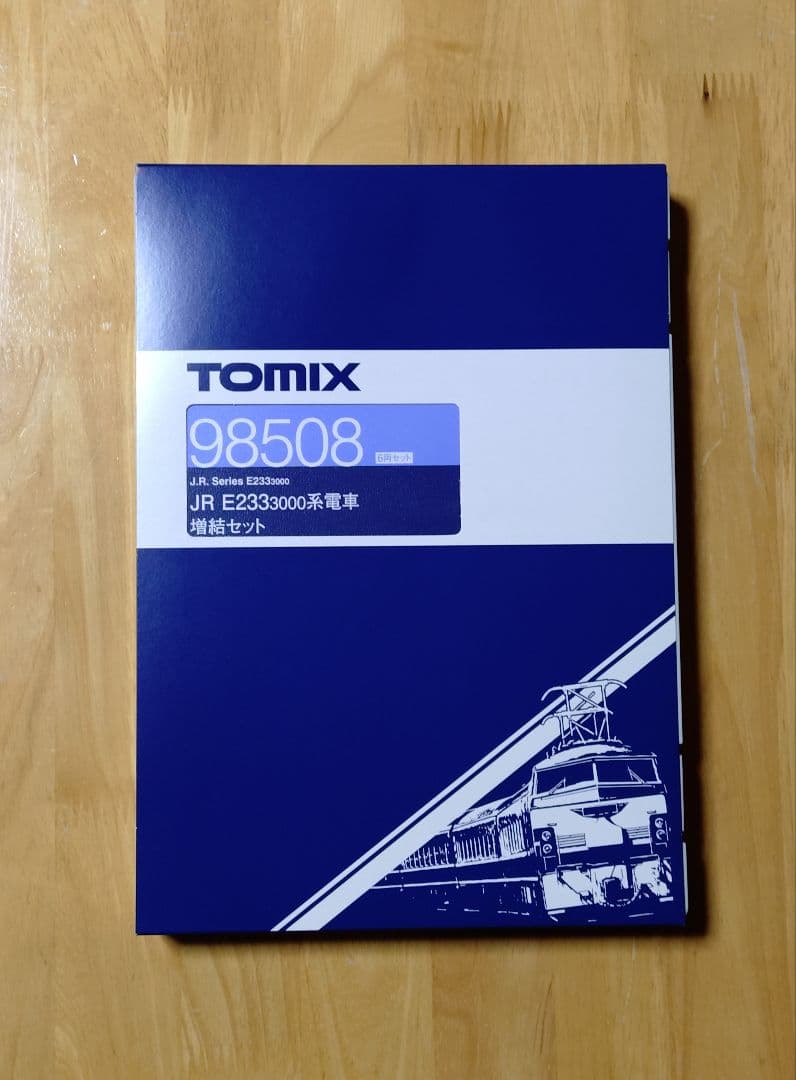 TOMIX
98508 6両セット
J.R. Series E2333000
JR E2333000系電車
増結セット